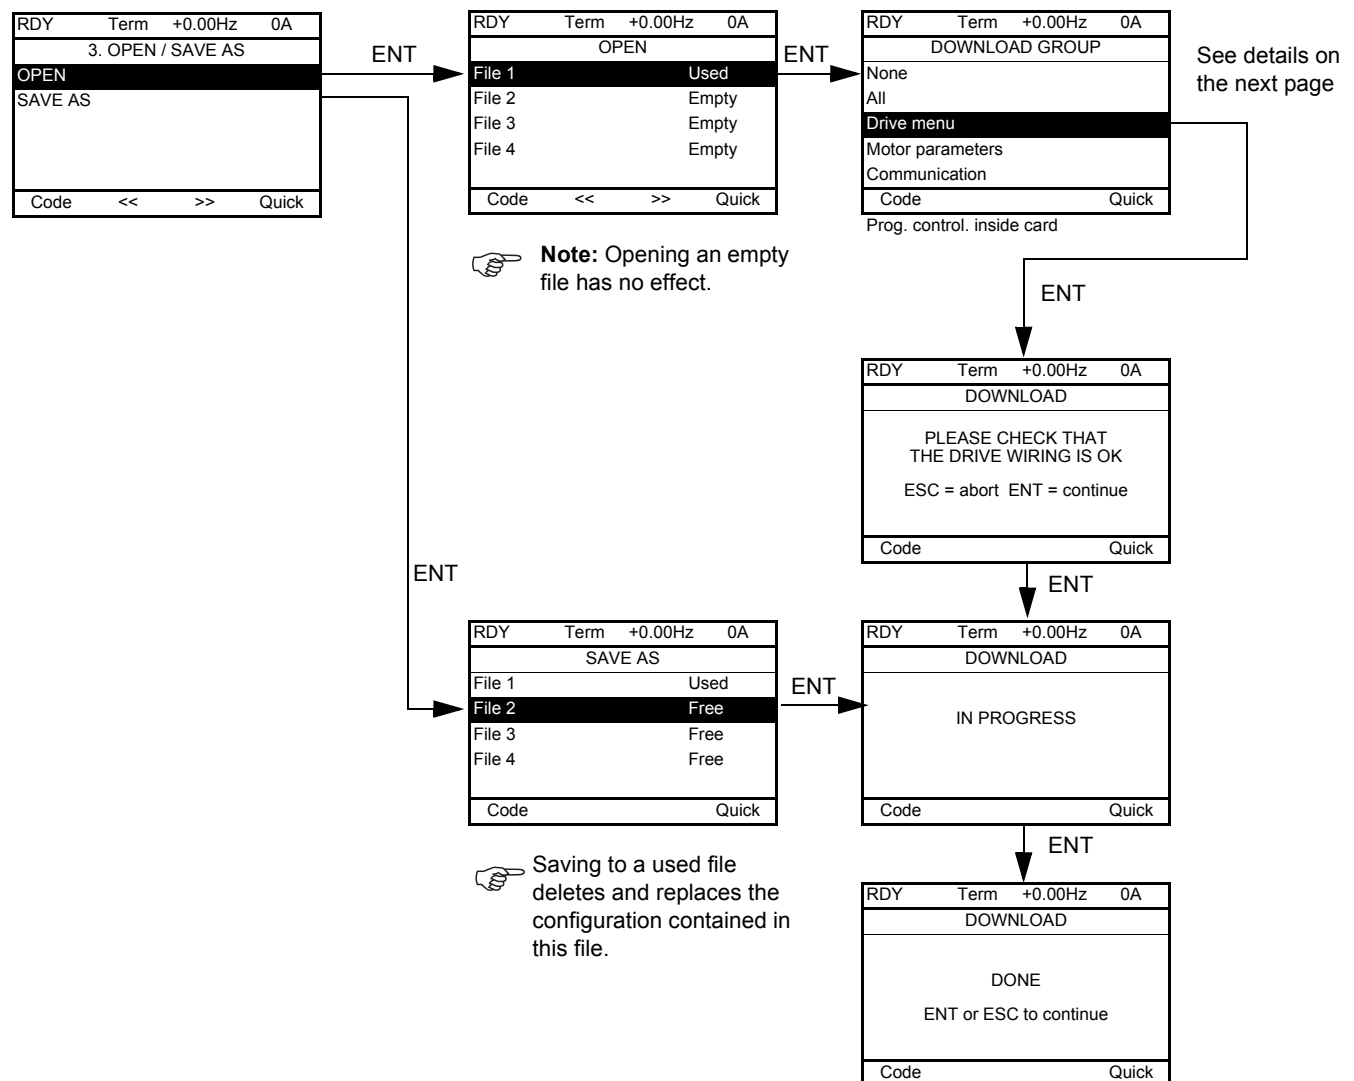 RDY Term +0.00Hz 0A
3. OPEN / SAVE AS
OPEN
SAVE AS
Code << >> Quick
ENT
RDY Term +0.00Hz 0A
OPEN
File 1 Used
File 2 Empty
File 3 Empty
File 4 Empty
Code << >> Quick
Note: Opening an empty
file has no effect.
ENT
RDY Term +0.00Hz 0A
DOWNLOAD GROUP
None
All
Drive menu
Motor parameters
Communication
Code Quick
Prog. control. inside card
See details on
the next page
ENT
RDY Term +0.00Hz 0A
DOWNLOAD
PLEASE CHECK THAT
THE DRIVE WIRING IS OK
ESC = abort ENT = continue
Code Quick
ENT
ENT
RDY Term +0.00Hz 0A
SAVE AS
File 1 Used
File 2 Free
File 3 Free
File 4 Free
Code Quick
Saving to a used file
deletes and replaces the
configuration contained in
this file.
ENT
RDY Term +0.00Hz 0A
DOWNLOAD
IN PROGRESS
Code Quick
ENT
RDY Term +0.00Hz 0A
DOWNLOAD
DONE
ENT or ESC to continue
Code Quick